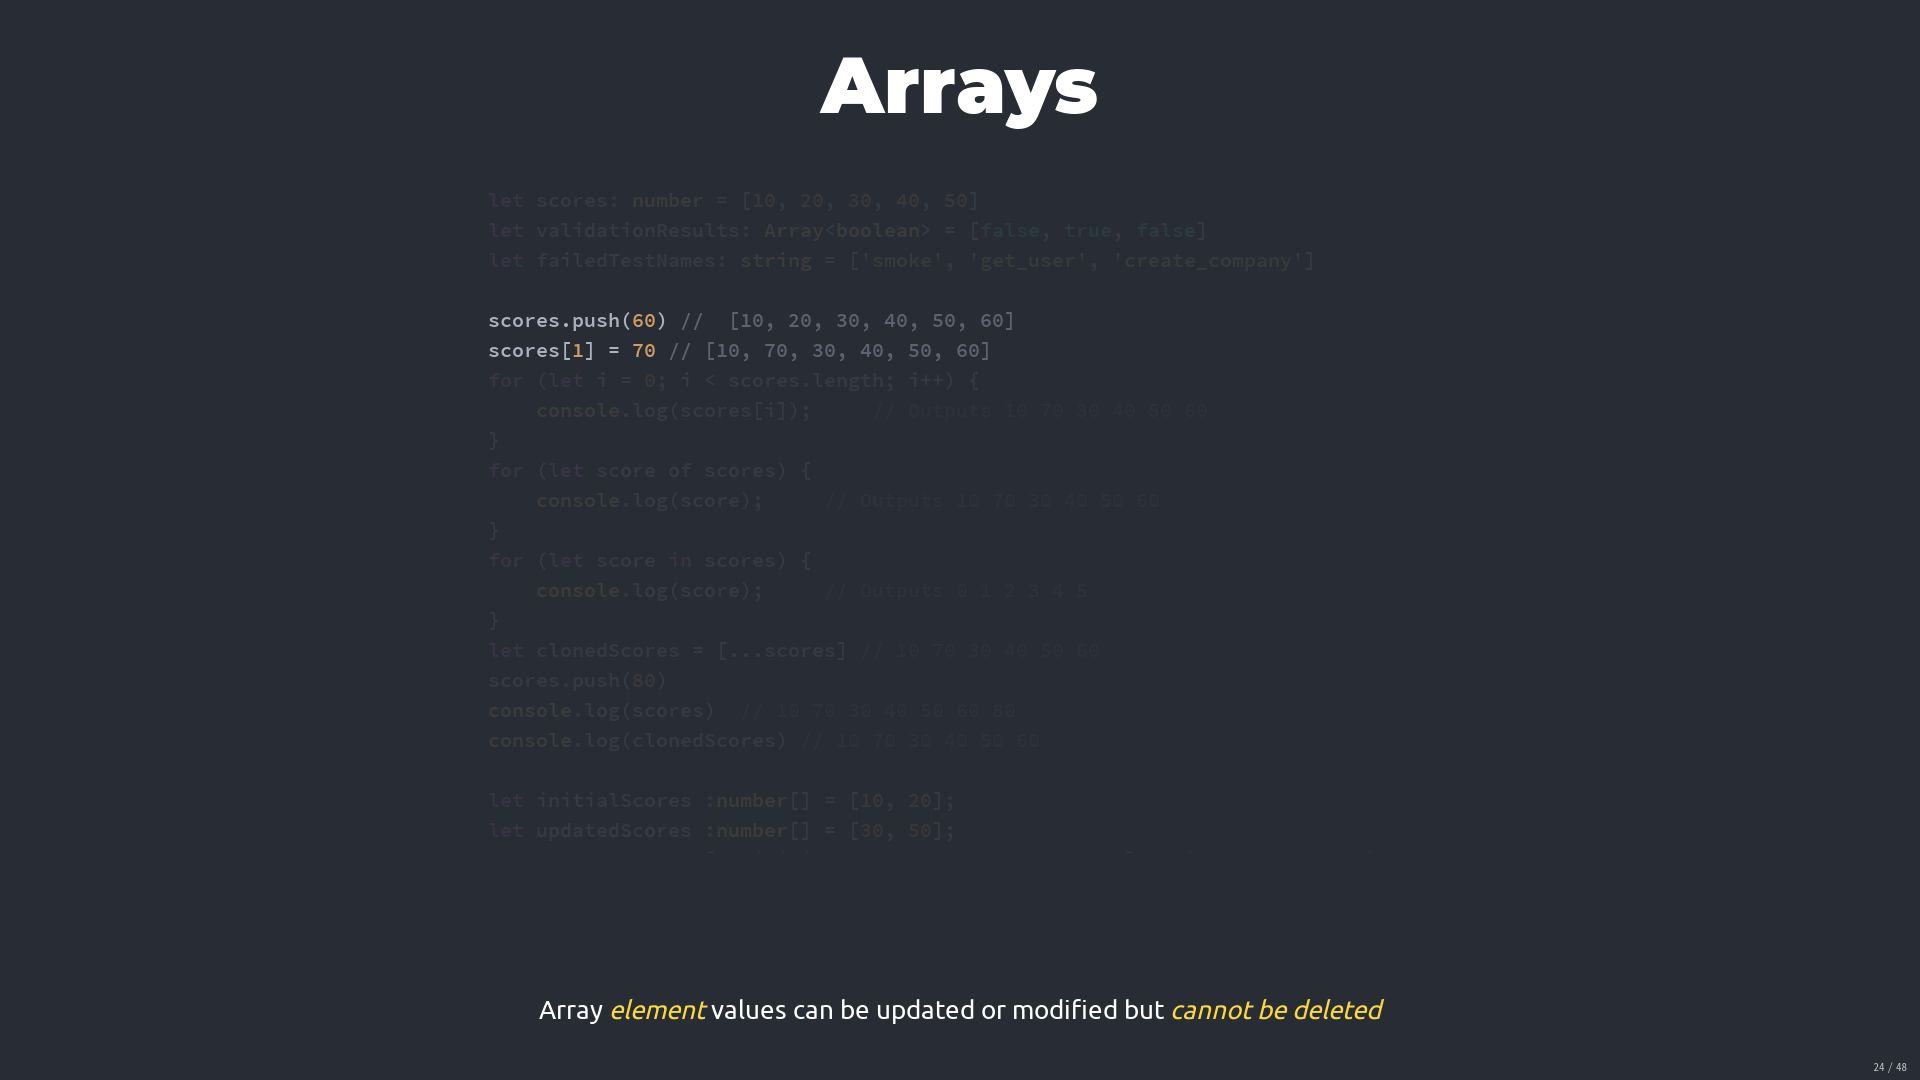 Arrays
let scores: number = [10, 20, 30, 40, 50]
let validationResults: Array<boolean> = [false, true, false]
let failedTestNames: string = ['smoke', 'get_user', 'create_company']
scores.push(60) //  [10, 20, 30, 40, 50, 60]
scores[1] = 70 // [10, 70, 30, 40, 50, 60]
for (let i = 0; i < scores.length; i++) {
    console.log(scores[i]);     // Outputs 10 70 30 40 50 60
}
for (let score of scores) {
    console.log(score);     // Outputs 10 70 30 40 50 60
}
for (let score in scores) {
    console.log(score);     // Outputs 0 1 2 3 4 5
}
let clonedScores = [...scores] // 10 70 30 40 50 60
scores.push(80)
console.log(scores)  // 10 70 30 40 50 60 80
console.log(clonedScores) // 10 70 30 40 50 60
let initialScores :number[] = [10, 20];
let updatedScores :number[] = [30, 50];
Array element values can be updated or modified but cannot be deleted
24 / 48